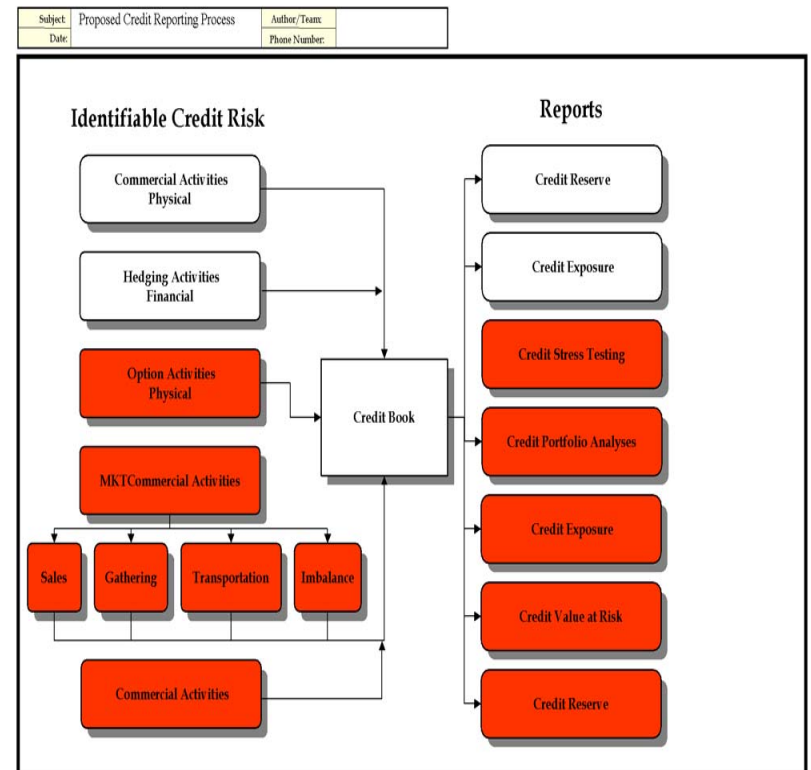 Subject: Proposed Credit Reporting Process Author/Team:
Date: Phone Number:
Identifiable Credit Risk
Commercial Activities
Physical
Hedging Activities
Financial
Option Activities
Physical
MKTCommercial Activities
Sales
Gathering
Transportation
Imbalance
Commercial Activities
Credit Book
Reports
Credit Reserve
Credit Exposure
Credit Stress Testing
Credit Portfolio Analyses
Credit Exposure
Credit Value at Risk
Credit Reserve